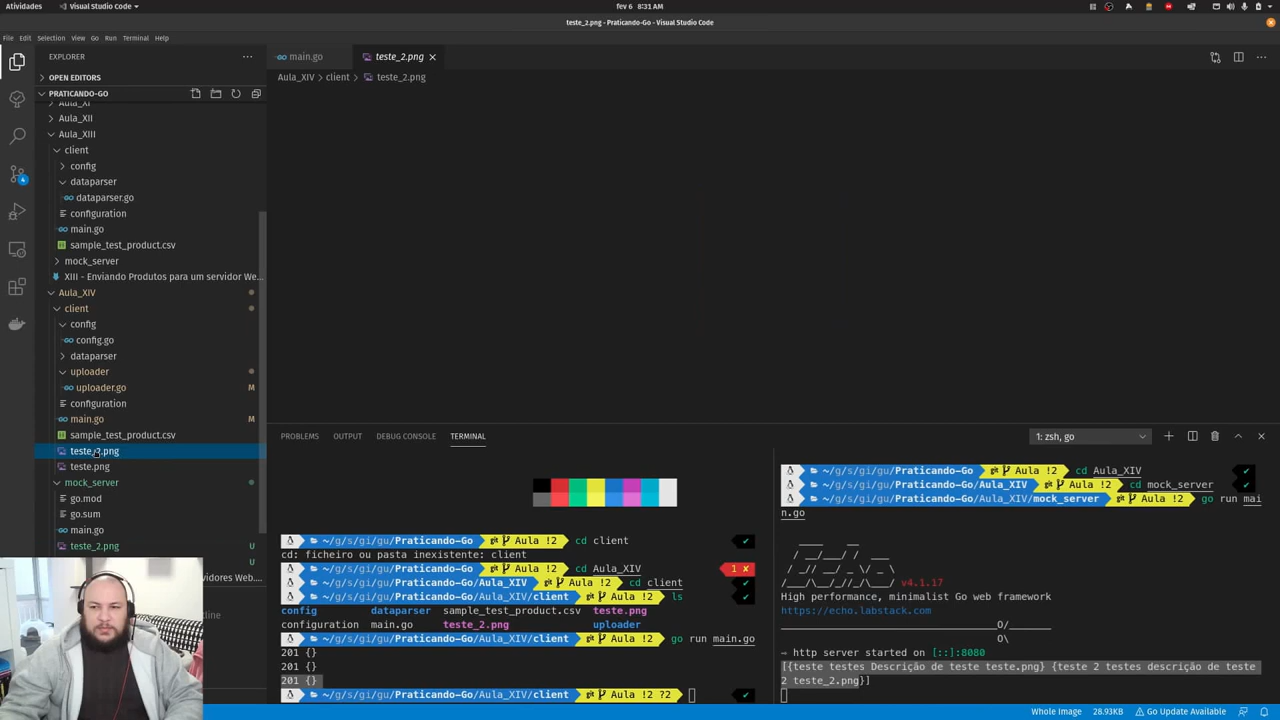 Atividades
Visual Studio Code
fev 6 8:31 AM
teste_2.png - Praticando-Go - Visual Studio Code
File Edit Selection View Go Run Terminal Help
EXPLORER
OPEN EDITORS
PRATICANDO-GO
Aula_XI
Aula_XII
Aula_XIII
client
config
dataparser
dataparser.go
configuration
main.go
sample_test_product.csv
mock_server
XIII - Enviando Produtos para um servidor We...
Aula_XIV
client
config
config.go
dataparser
uploader
uploader.go M
configuration
main.go M
sample_test_product.csv
teste_2.png
teste.png
mock_server
go.mod
go.sum
main.go
teste_2.png U
U
vidores Web....
main.go
teste_2.png
Aula_XIV > client > teste_2.png
PROBLEMS OUTPUT DEBUG CONSOLE TERMINAL
1: zsh, go
~/g/s/gi/gu/Praticando-Go Aula !2 cd client
cd: ficheiro ou pasta inexistente: client
~/g/s/gi/gu/Praticando-Go Aula !2 cd Aula_XIV 1 ✘
~/g/s/gi/gu/Praticando-Go/Aula_XIV Aula !2 cd client ✔
~/g/s/gi/gu/Praticando-Go/Aula_XIV/client Aula !2 ls ✔
config dataparser sample_test_product.csv teste.png
configuration main.go teste_2.png uploader
~/g/s/gi/gu/Praticando-Go/Aula_XIV/client Aula !2 go run main.go
201 {}
201 {}
201 {}
~/g/s/gi/gu/Praticando-Go/Aula_XIV/client Aula !2 ?2 ✔
~/g/s/gi/gu/Praticando-Go Aula !2 cd Aula_XIV ✔
~/g/s/gi/gu/Praticando-Go/Aula_XIV Aula !2 cd mock_server ✔
~/g/s/gi/gu/Praticando-Go/Aula_XIV/mock_server Aula !2 go run mai
n.go
v4.1.17
High performance, minimalist Go web framework
https://echo.labstack.com
⇨ http server started on [::]:8080
[{teste testes Descrição de teste teste.png} {teste 2 testes descrição de teste
2 teste_2.png}]
Whole Image 28.93KB Go Update Available